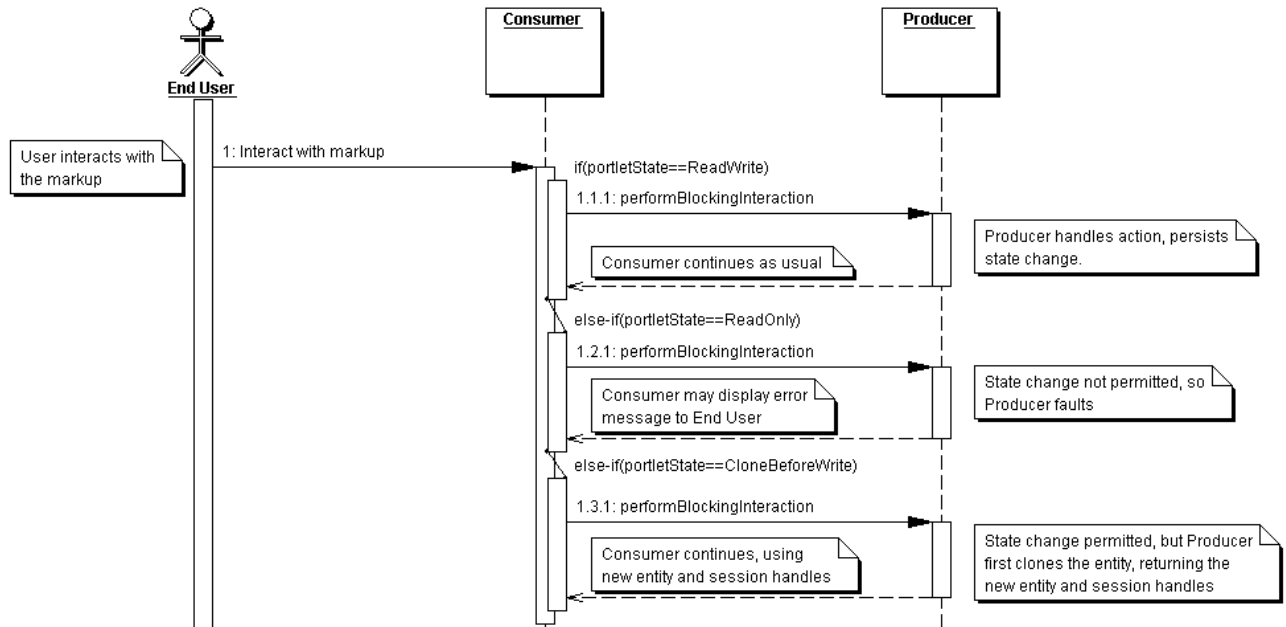 Consumer
Producer
End User
User interacts with
the markup
1: Interact with markup
if(portletState==ReadWrite)
1.1.1: performBlockingInteraction
Producer handles action, persists
state change.
Consumer continues as usual
else-if(portletState==ReadOnly)
1.2.1: performBlockingInteraction
State change not permitted, so
Producer faults
Consumer may display error
message to End User
else-if(portletState==CloneBeforeWrite)
1.3.1: performBlockingInteraction
State change permitted, but Producer
first clones the entity, returning the
new entity and session handles
Consumer continues, using
new entity and session handles